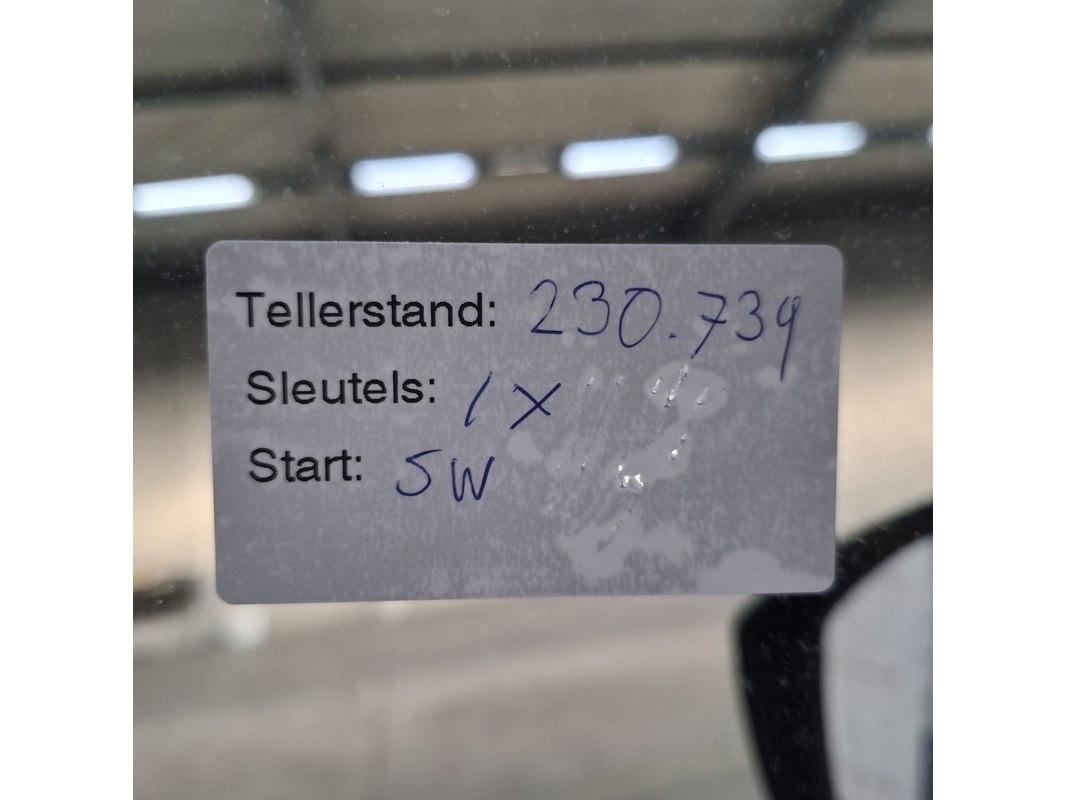 Tellerstand: 230.739
Sleutels: 1x
Start: SW